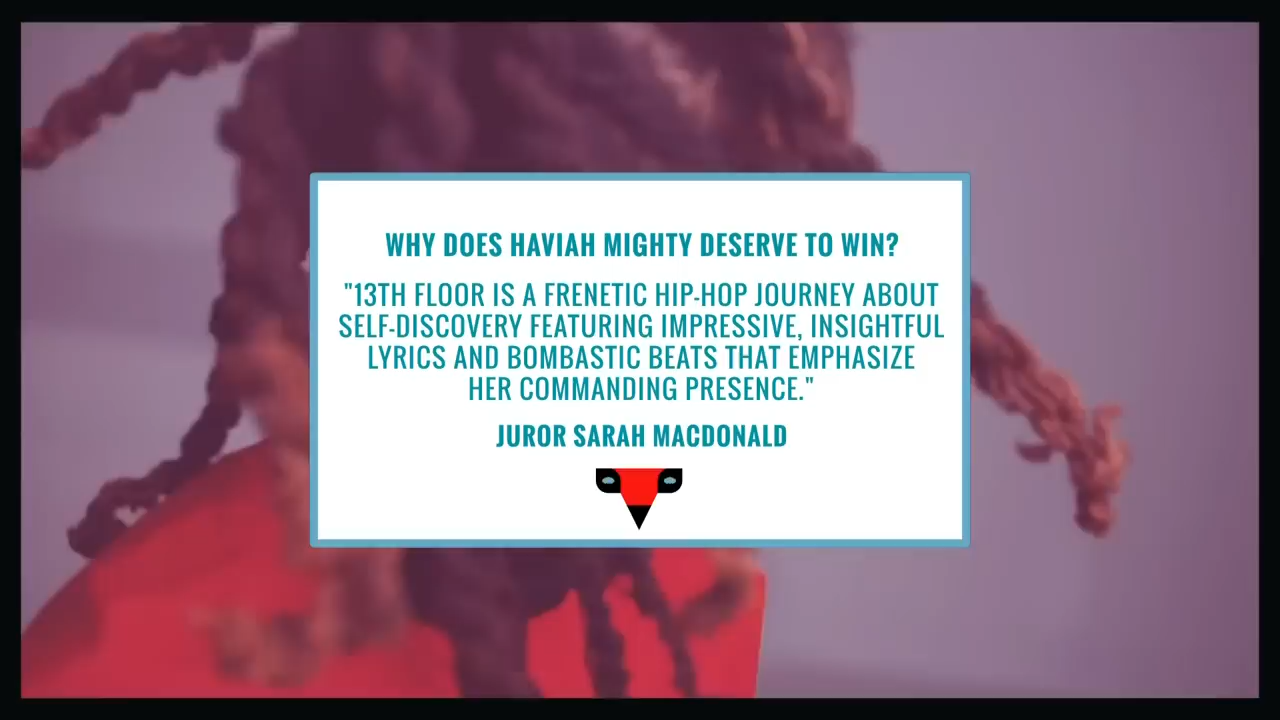 WHY DOES HAVIAH MIGHTY DESERVE TO WIN?
"13TH FLOOR IS A FRENETIC HIP-HOP JOURNEY ABOUT
SELF-DISCOVERY FEATURING IMPRESSIVE, INSIGHTFUL
LYRICS AND BOMBASTIC BEATS THAT EMPHASIZE
HER COMMANDING PRESENCE."
JUROR SARAH MACDONALD